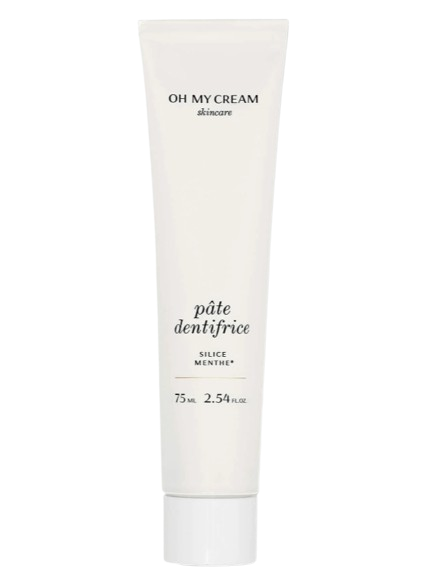 OH MY CREAM
skincare
pâte
dentifrice
SILICE
MENTHE*
75 ML 2.54 FL.OZ